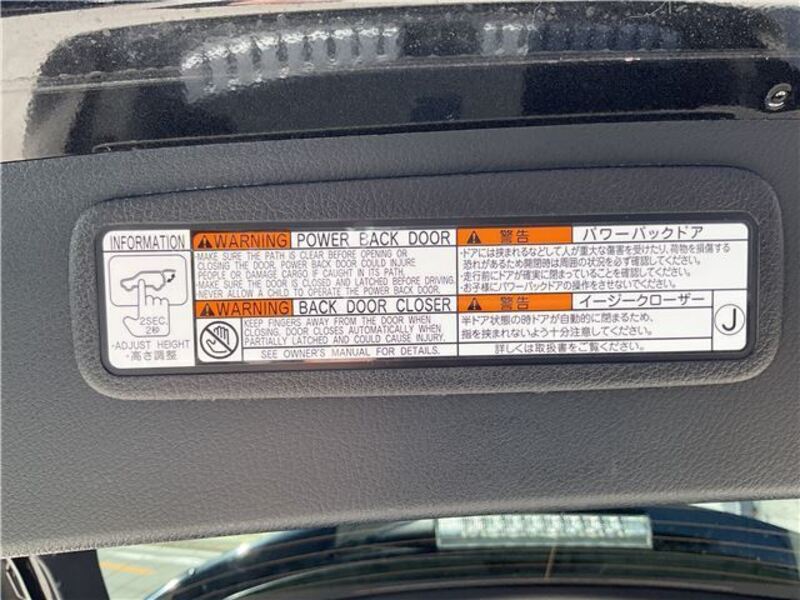 INFORMATION
2SEC.
2秒
・ADJUST HEIGHT
・高さ調整
WARNING POWER BACK DOOR
・MAKE SURE THE PATH IS CLEAR BEFORE OPENING OR
CLOSING THE DOOR. POWER BACK DOOR COULD INJURE
PEOPLE OR DAMAGE CARGO IF CAUGHT IN ITS PATH.
・MAKE SURE THE DOOR IS CLOSED AND LATCHED BEFORE DRIVING.
・NEVER ALLOW A CHILD TO OPERATE THE POWER BACK DOOR.
WARNING BACK DOOR CLOSER
KEEP FINGERS AWAY FROM THE DOOR WHEN
CLOSING. DOOR CLOSES AUTOMATICALLY WHEN
PARTIALLY LATCHED AND COULD CAUSE INJURY.
SEE OWNER'S MANUAL FOR DETAILS.
警告 パワーバックドア
・ドアには挟まれるなどして人が重大な傷害を受けたり、荷物を損傷する
恐れがあるため開閉時は周囲の状況を必ず確認してください。
・走行前にドアが確実に閉まっていることを確認してください。
・お子様にパワーバックドアの操作をさせないでください。
警告 イージークローザー
半ドア状態の時ドアが自動的に閉まるため、
指を挟まれないよう十分注意してください。
詳しくは取扱書をご覧ください。
J